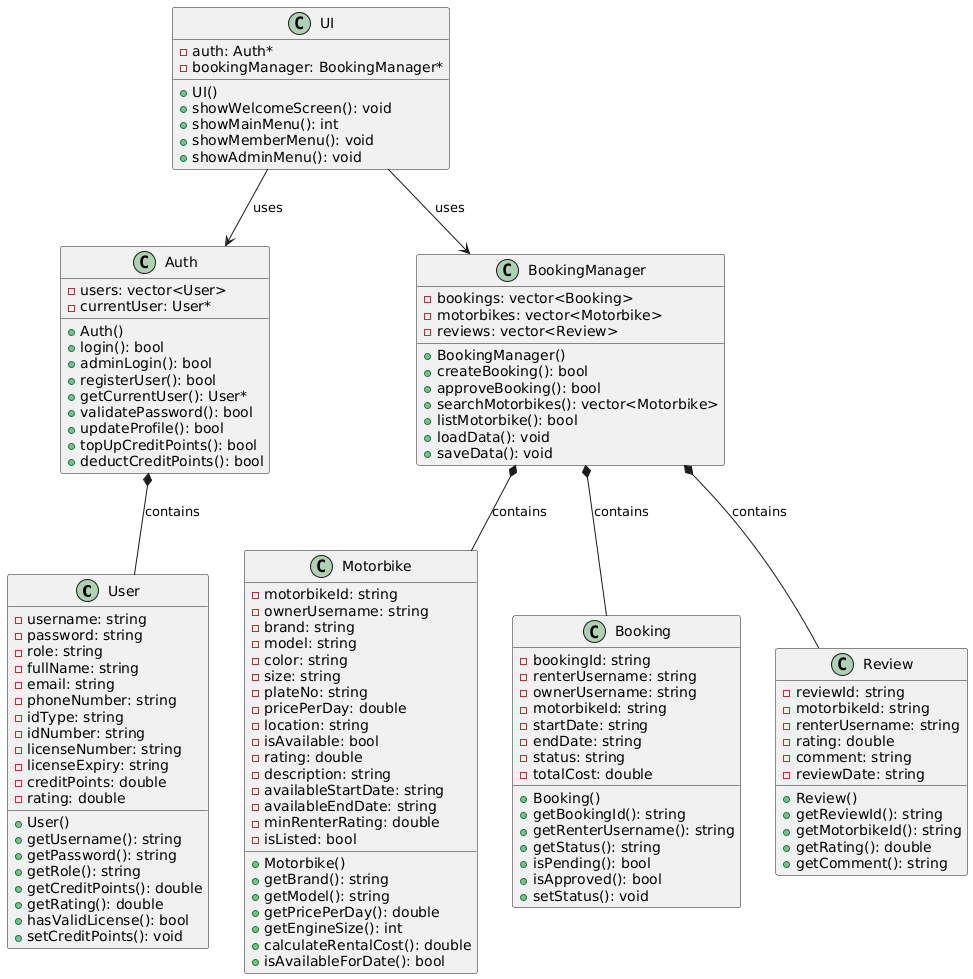 C UI
auth: Auth*
bookingManager: BookingManager*
UI()
showWelcomeScreen(): void
showMainMenu(): int
showMemberMenu(): void
showAdminMenu(): void
uses
uses
C Auth
users: vector<User>
currentUser: User*
Auth()
login(): bool
adminLogin(): bool
registerUser(): bool
getCurrentUser(): User*
validatePassword(): bool
updateProfile(): bool
topUpCreditPoints(): bool
deductCreditPoints(): bool
C BookingManager
bookings: vector<Booking>
motorbikes: vector<Motorbike>
reviews: vector<Review>
BookingManager()
createBooking(): bool
approveBooking(): bool
searchMotorbikes(): vector<Motorbike>
listMotorbike(): bool
loadData(): void
saveData(): void
contains
contains
contains
contains
C User
username: string
password: string
role: string
fullName: string
email: string
phoneNumber: string
idType: string
idNumber: string
licenseNumber: string
licenseExpiry: string
creditPoints: double
rating: double
User()
getUsername(): string
getPassword(): string
getRole(): string
getCreditPoints(): double
getRating(): double
hasValidLicense(): bool
setCreditPoints(): void
C Motorbike
motorbikeId: string
ownerUsername: string
brand: string
model: string
color: string
size: string
plateNo: string
pricePerDay: double
location: string
isAvailable: bool
rating: double
description: string
availableStartDate: string
availableEndDate: string
minRenterRating: double
isListed: bool
Motorbike()
getBrand(): string
getModel(): string
getPricePerDay(): double
getEngineSize(): int
calculateRentalCost(): double
isAvailableForDate(): bool
C Booking
bookingId: string
renterUsername: string
ownerUsername: string
motorbikeId: string
startDate: string
endDate: string
status: string
totalCost: double
Booking()
getBookingId(): string
getRenterUsername(): string
getStatus(): string
isPending(): bool
isApproved(): bool
setStatus(): void
C Review
reviewId: string
motorbikeId: string
renterUsername: string
rating: double
comment: string
reviewDate: string
Review()
getReviewId(): string
getMotorbikeId(): string
getRating(): double
getComment(): string